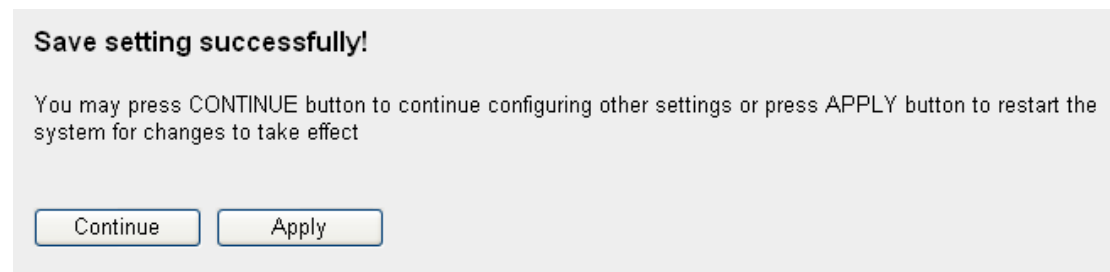 Save setting successfully!
You may press CONTINUE button to continue configuring other settings or press APPLY button to restart the
system for changes to take effect
Continue
Apply